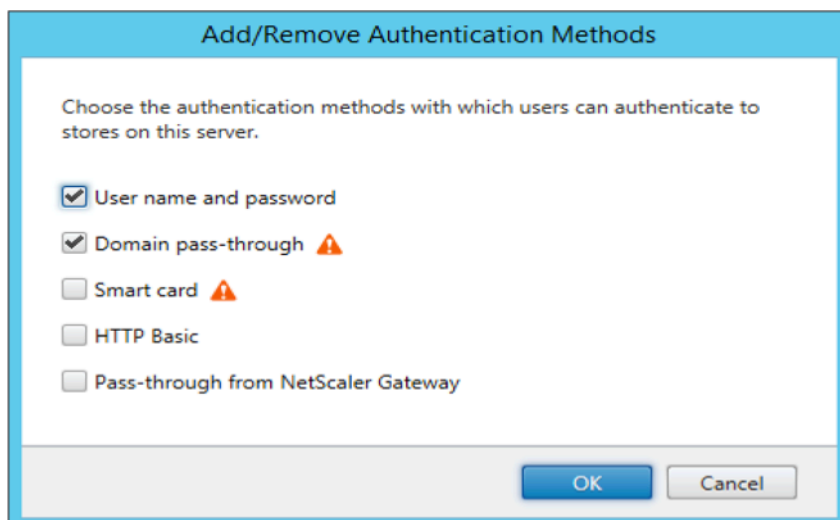 Add/Remove Authentication Methods
Choose the authentication methods with which users can authenticate to
stores on this server.
User name and password
Domain pass-through
Smart card
HTTP Basic
Pass-through from NetScaler Gateway
OK
Cancel